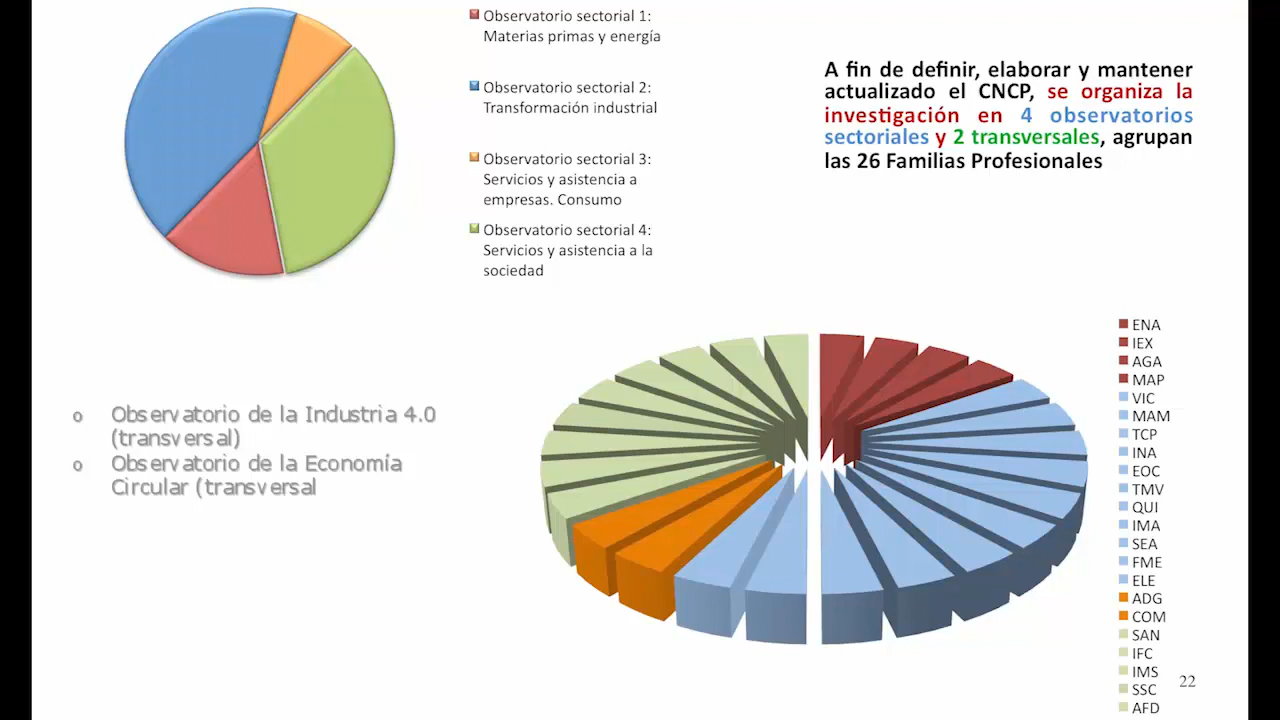 Observatorio sectorial 1:
Materias primas y energía
Observatorio sectorial 2:
Transformación industrial
Observatorio sectorial 3:
Servicios y asistencia a
empresas. Consumo
Observatorio sectorial 4:
Servicios y asistencia a la
sociedad
A fin de definir, elaborar y mantener
actualizado el CNCP, se organiza la
investigación en 4 observatorios
sectoriales y 2 transversales, agrupan
las 26 Familias Profesionales
o Observatorio de la Industria 4.0
(transversal)
o Observatorio de la Economía
Circular (transversal
ENA
IEX
AGA
MAP
VIC
MAM
TCP
INA
EOC
TMV
QUI
IMA
SEA
FME
ELE
ADG
COM
SAN
IFC
IMS
SSC
AFD
22